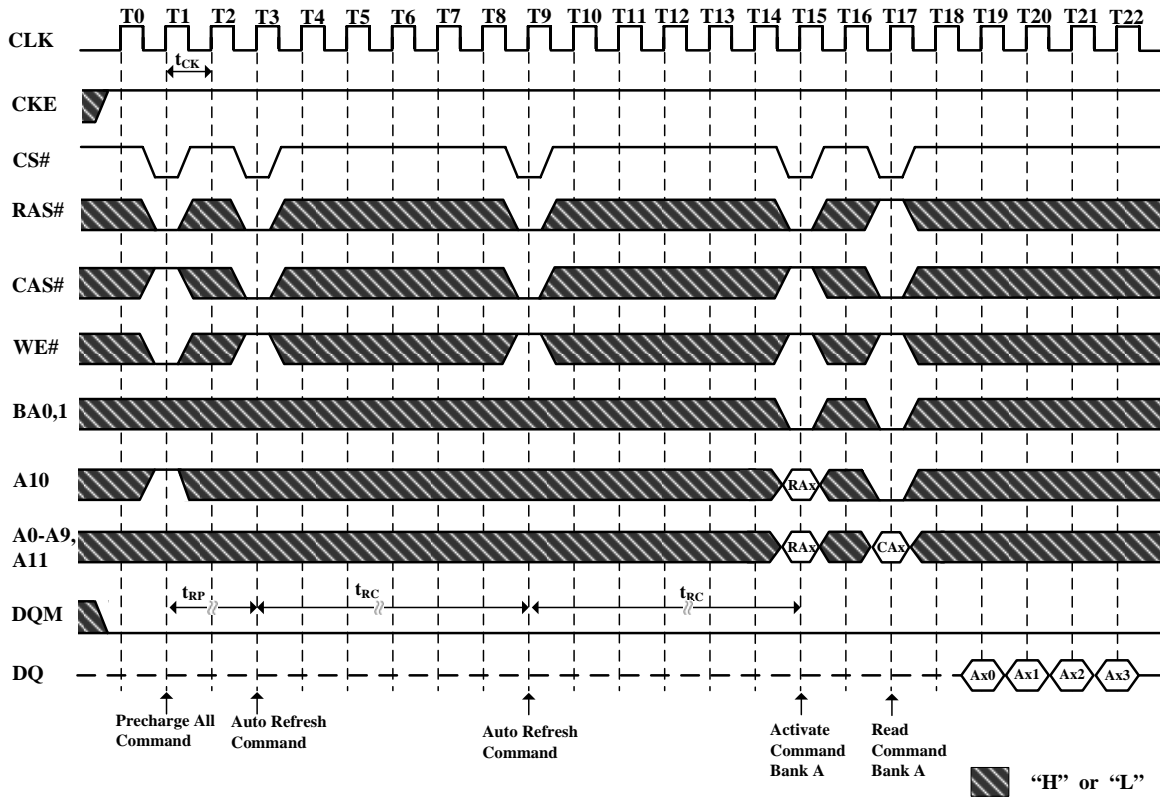 T0 T1 T2 T3 T4 T5 T6 T7 T8 T9 T10 T11 T12 T13 T14 T15 T16 T17 T18 T19 T20 T21 T22
CLK
tCK
CKE
CS#
RAS#
CAS#
WE#
BA0,1
A10
RAx
A0-A9,
A11
RAx CAx
tRP tRC tRC
DQM
DQ
Ax0 Ax1 Ax2 Ax3
Precharge All
Command
Auto Refresh
Command
Auto Refresh
Command
Activate
Command
Bank A
Read
Command
Bank A
“H” or “L”